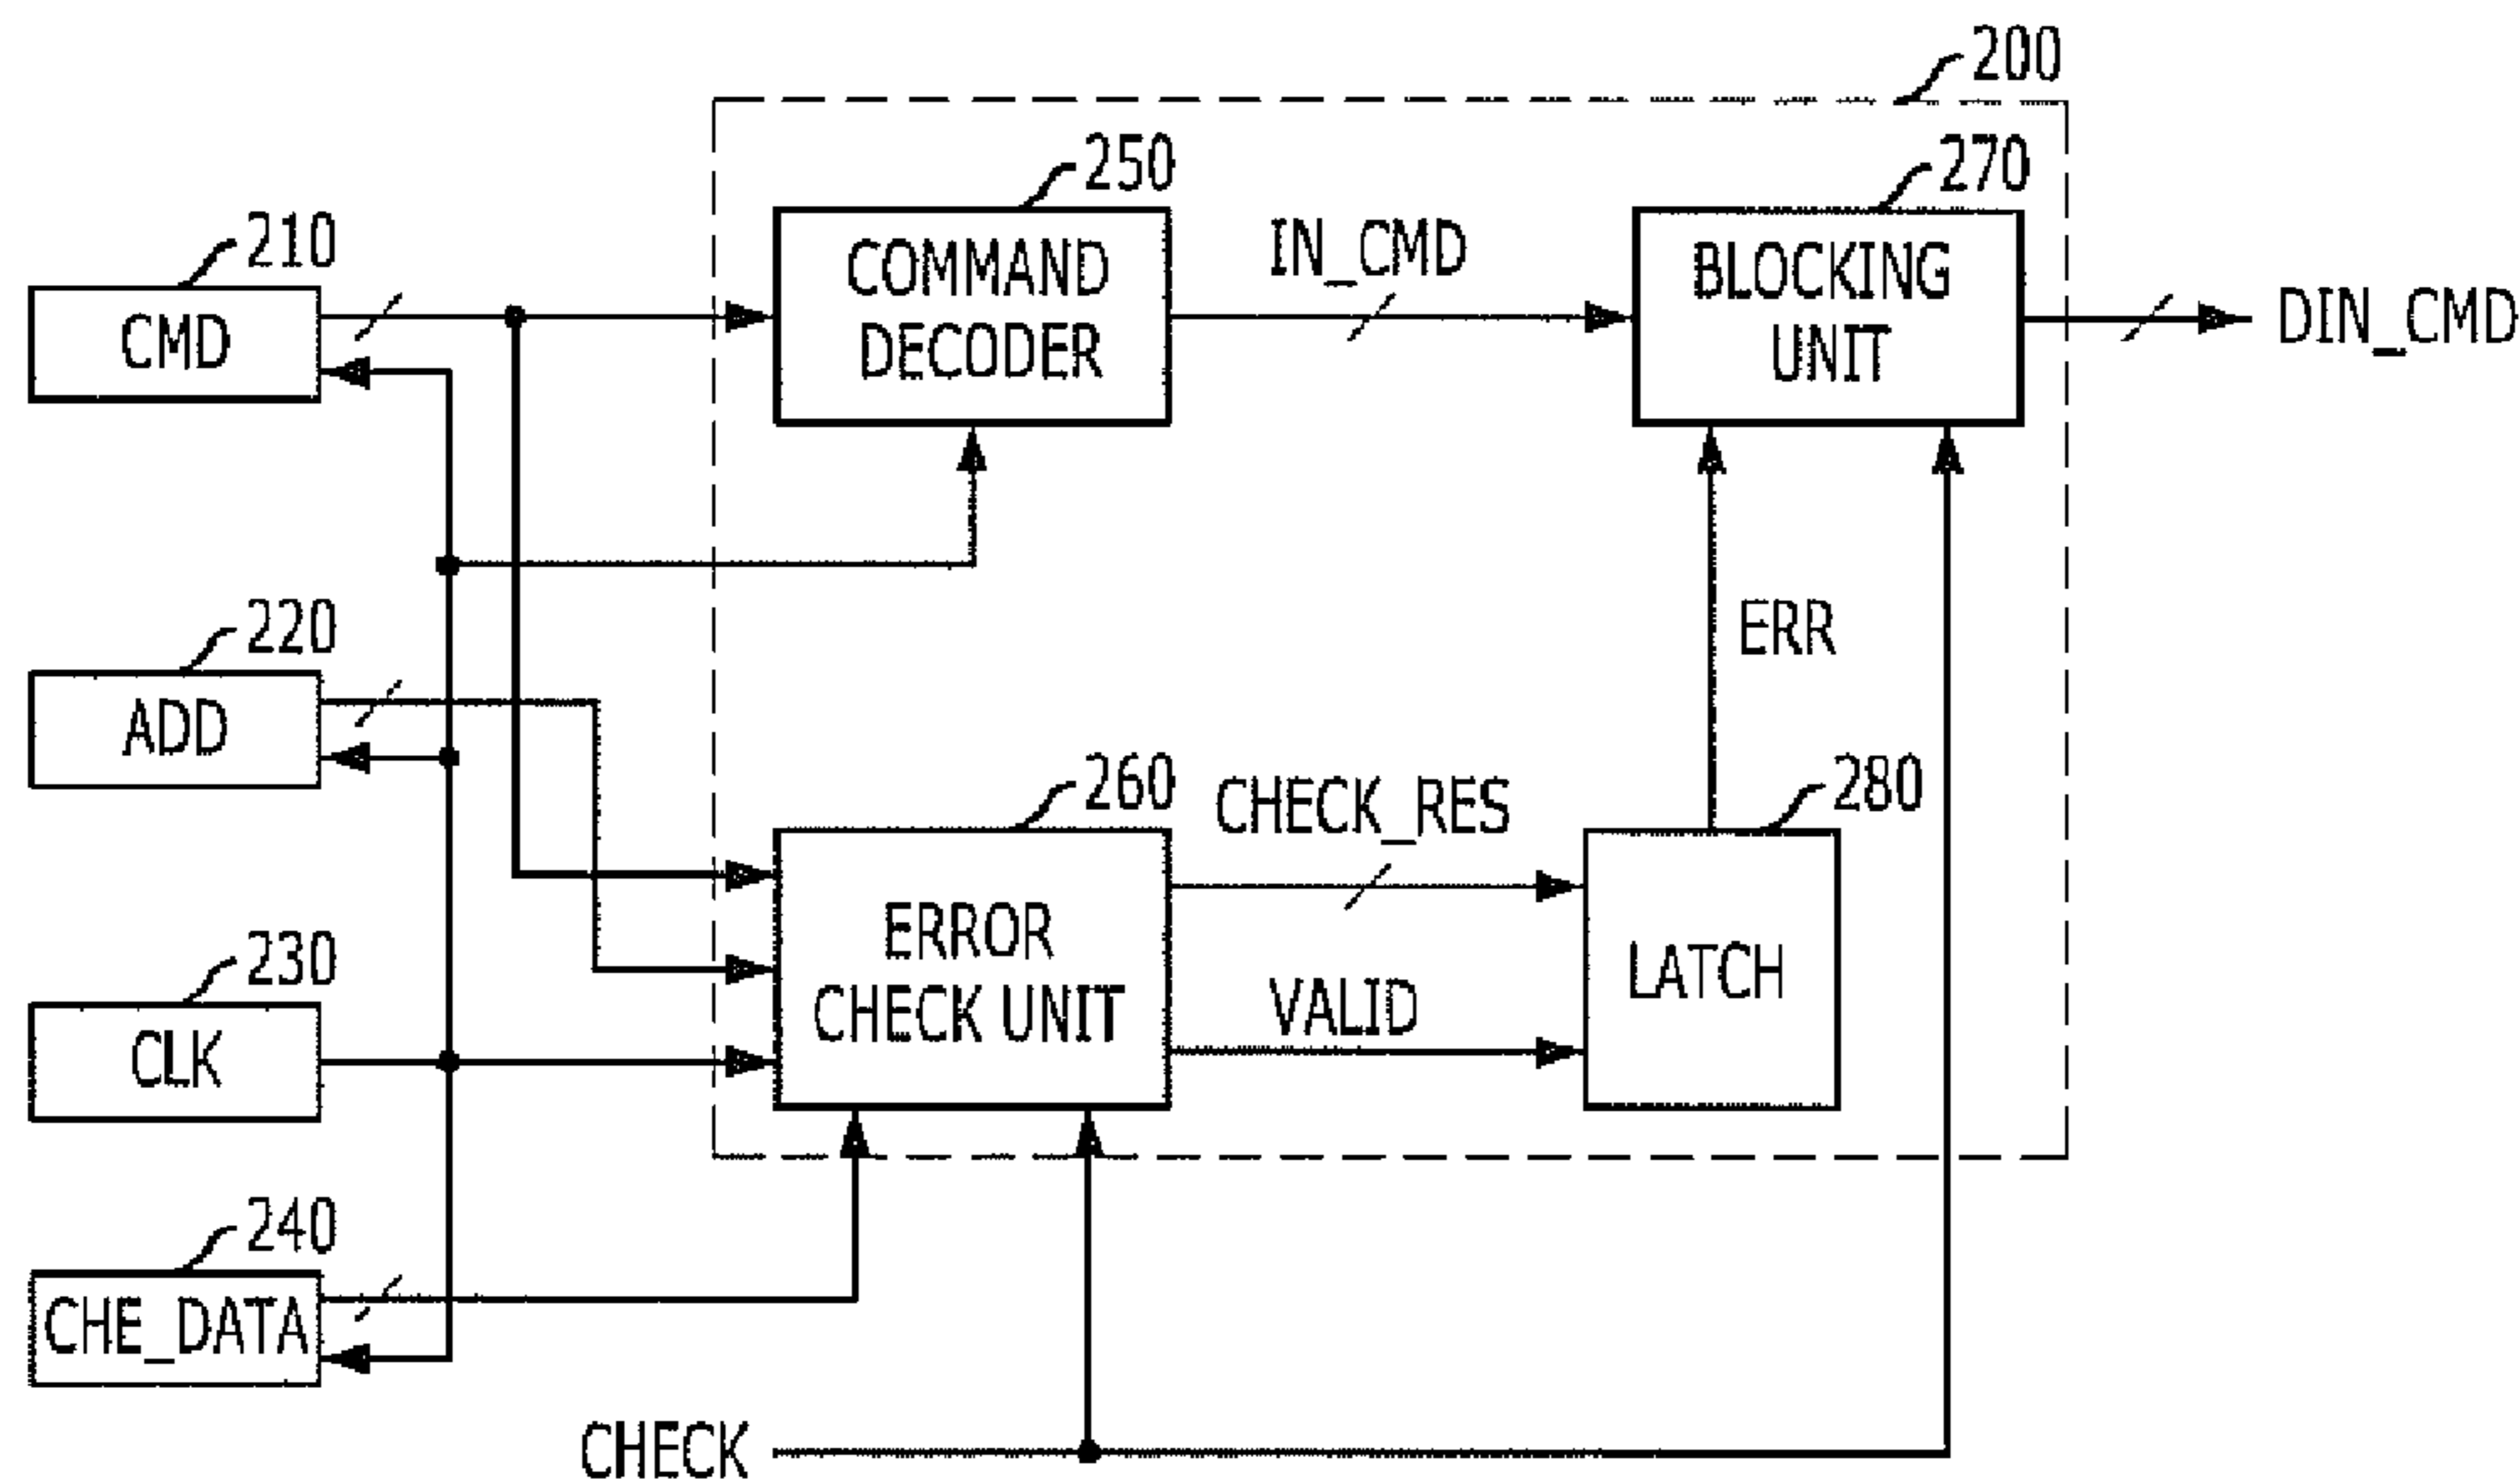 200
250
270
210
COMMAND
DECODER
IN_CMD
BLOCKING
UNIT
DIN_CMD
CMD
220
ERR
ADD
260
CHECK_RES
280
230
ERROR
CHECK UNIT
LATCH
VALID
CLK
240
CHE_DATA
CHECK